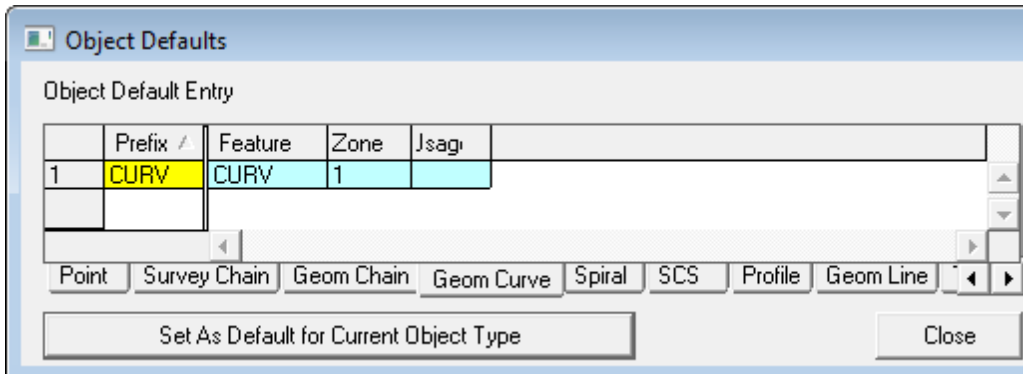 Object Defaults
Object Default Entry
Prefix Feature Zone Jsag
1 CURV CURV 1
Point Survey Chain Geom Chain Geom Curve Spiral SCS Profile Geom Line
Set As Default for Current Object Type Close